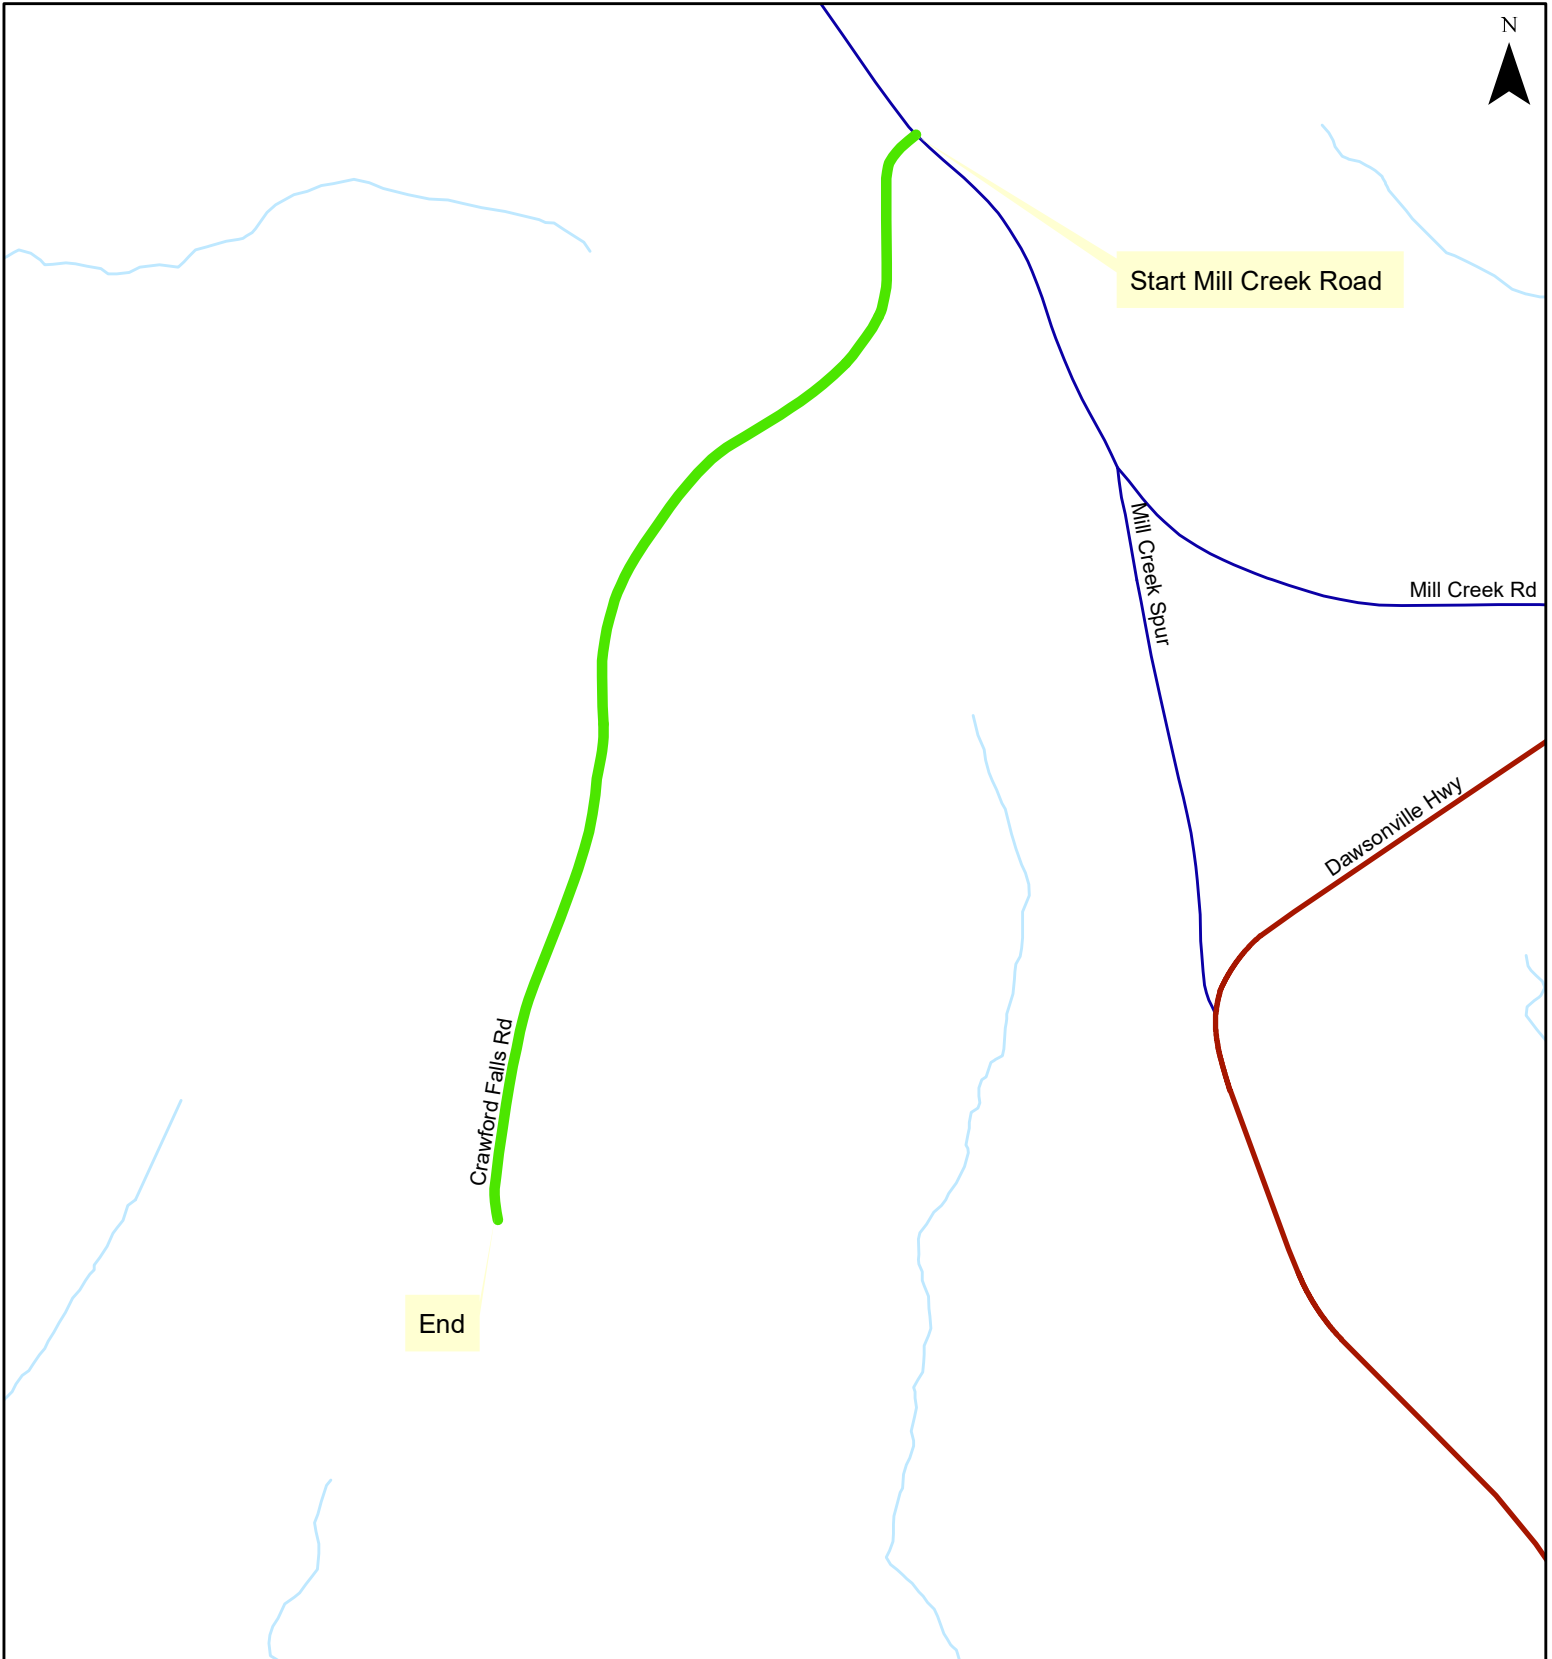 N
Start Mill Creek Road
Mill Creek Spur
Mill Creek Rd
Dawsonville Hwy
Crawford Falls Rd
End